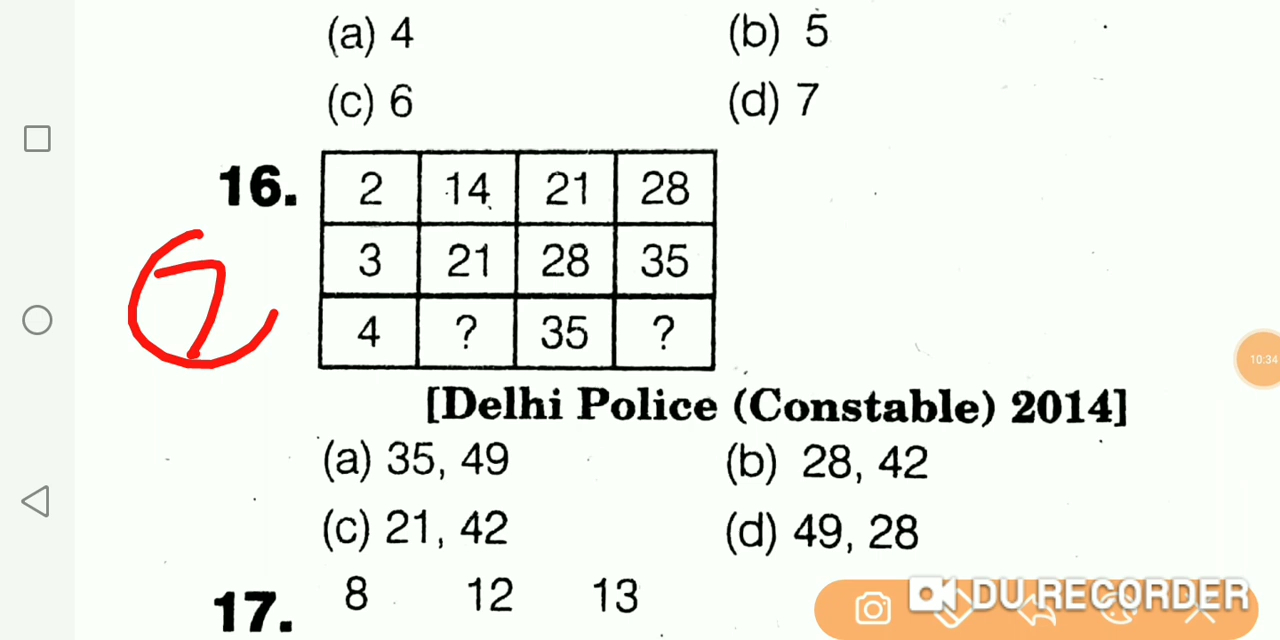 (a) 4 (b) 5
(c) 6 (d) 7
16. 2 14 21 28
3 21 28 35
7
4 ? 35 ?
10:34
[Delhi Police (Constable) 2014]
(a) 35, 49 (b) 28, 42
(c) 21, 42 (d) 49, 28
17. 8 12 13
DU RECORDER